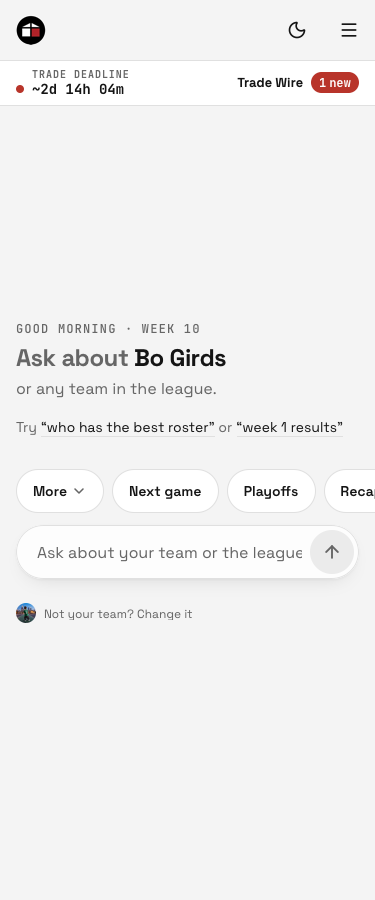 TRADE DEADLINE
~2d 14h 04m
Trade Wire 1 new
GOOD MORNING · WEEK 10
Ask about Bo Girds
or any team in the league.
Try “who has the best roster” or “week 1 results”
More Next game Playoffs Reca
Ask about your team or the league
Not your team? Change it